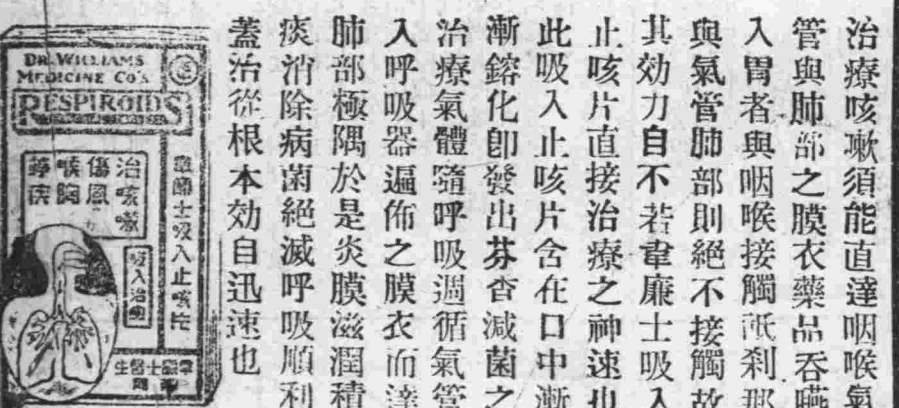 治療咳嗽須能直達咽喉氣
管與肺部之膜衣藥品吞嚥
入胃者與咽喉接觸祇刹那
與氣管肺部則絕不接觸故
其効力自不若韋廉士吸入
止咳片直接治療之神速也
此吸入止咳片含在口中漸
漸鎔化卽發出芬香減菌之
治療氣體隨呼吸週循氣管
入呼吸器遍佈之膜衣而達
肺部極隅於是炎膜滋潤積
痰消除病菌絕滅呼吸順利
蓋治從根本効自迅速也
DR. WILLIAMS
MEDICINE CO'S
RESPIROIDS
韋廉士吸入止咳片
治咳嗽
傷風
喉胸
等疾
吸入治療